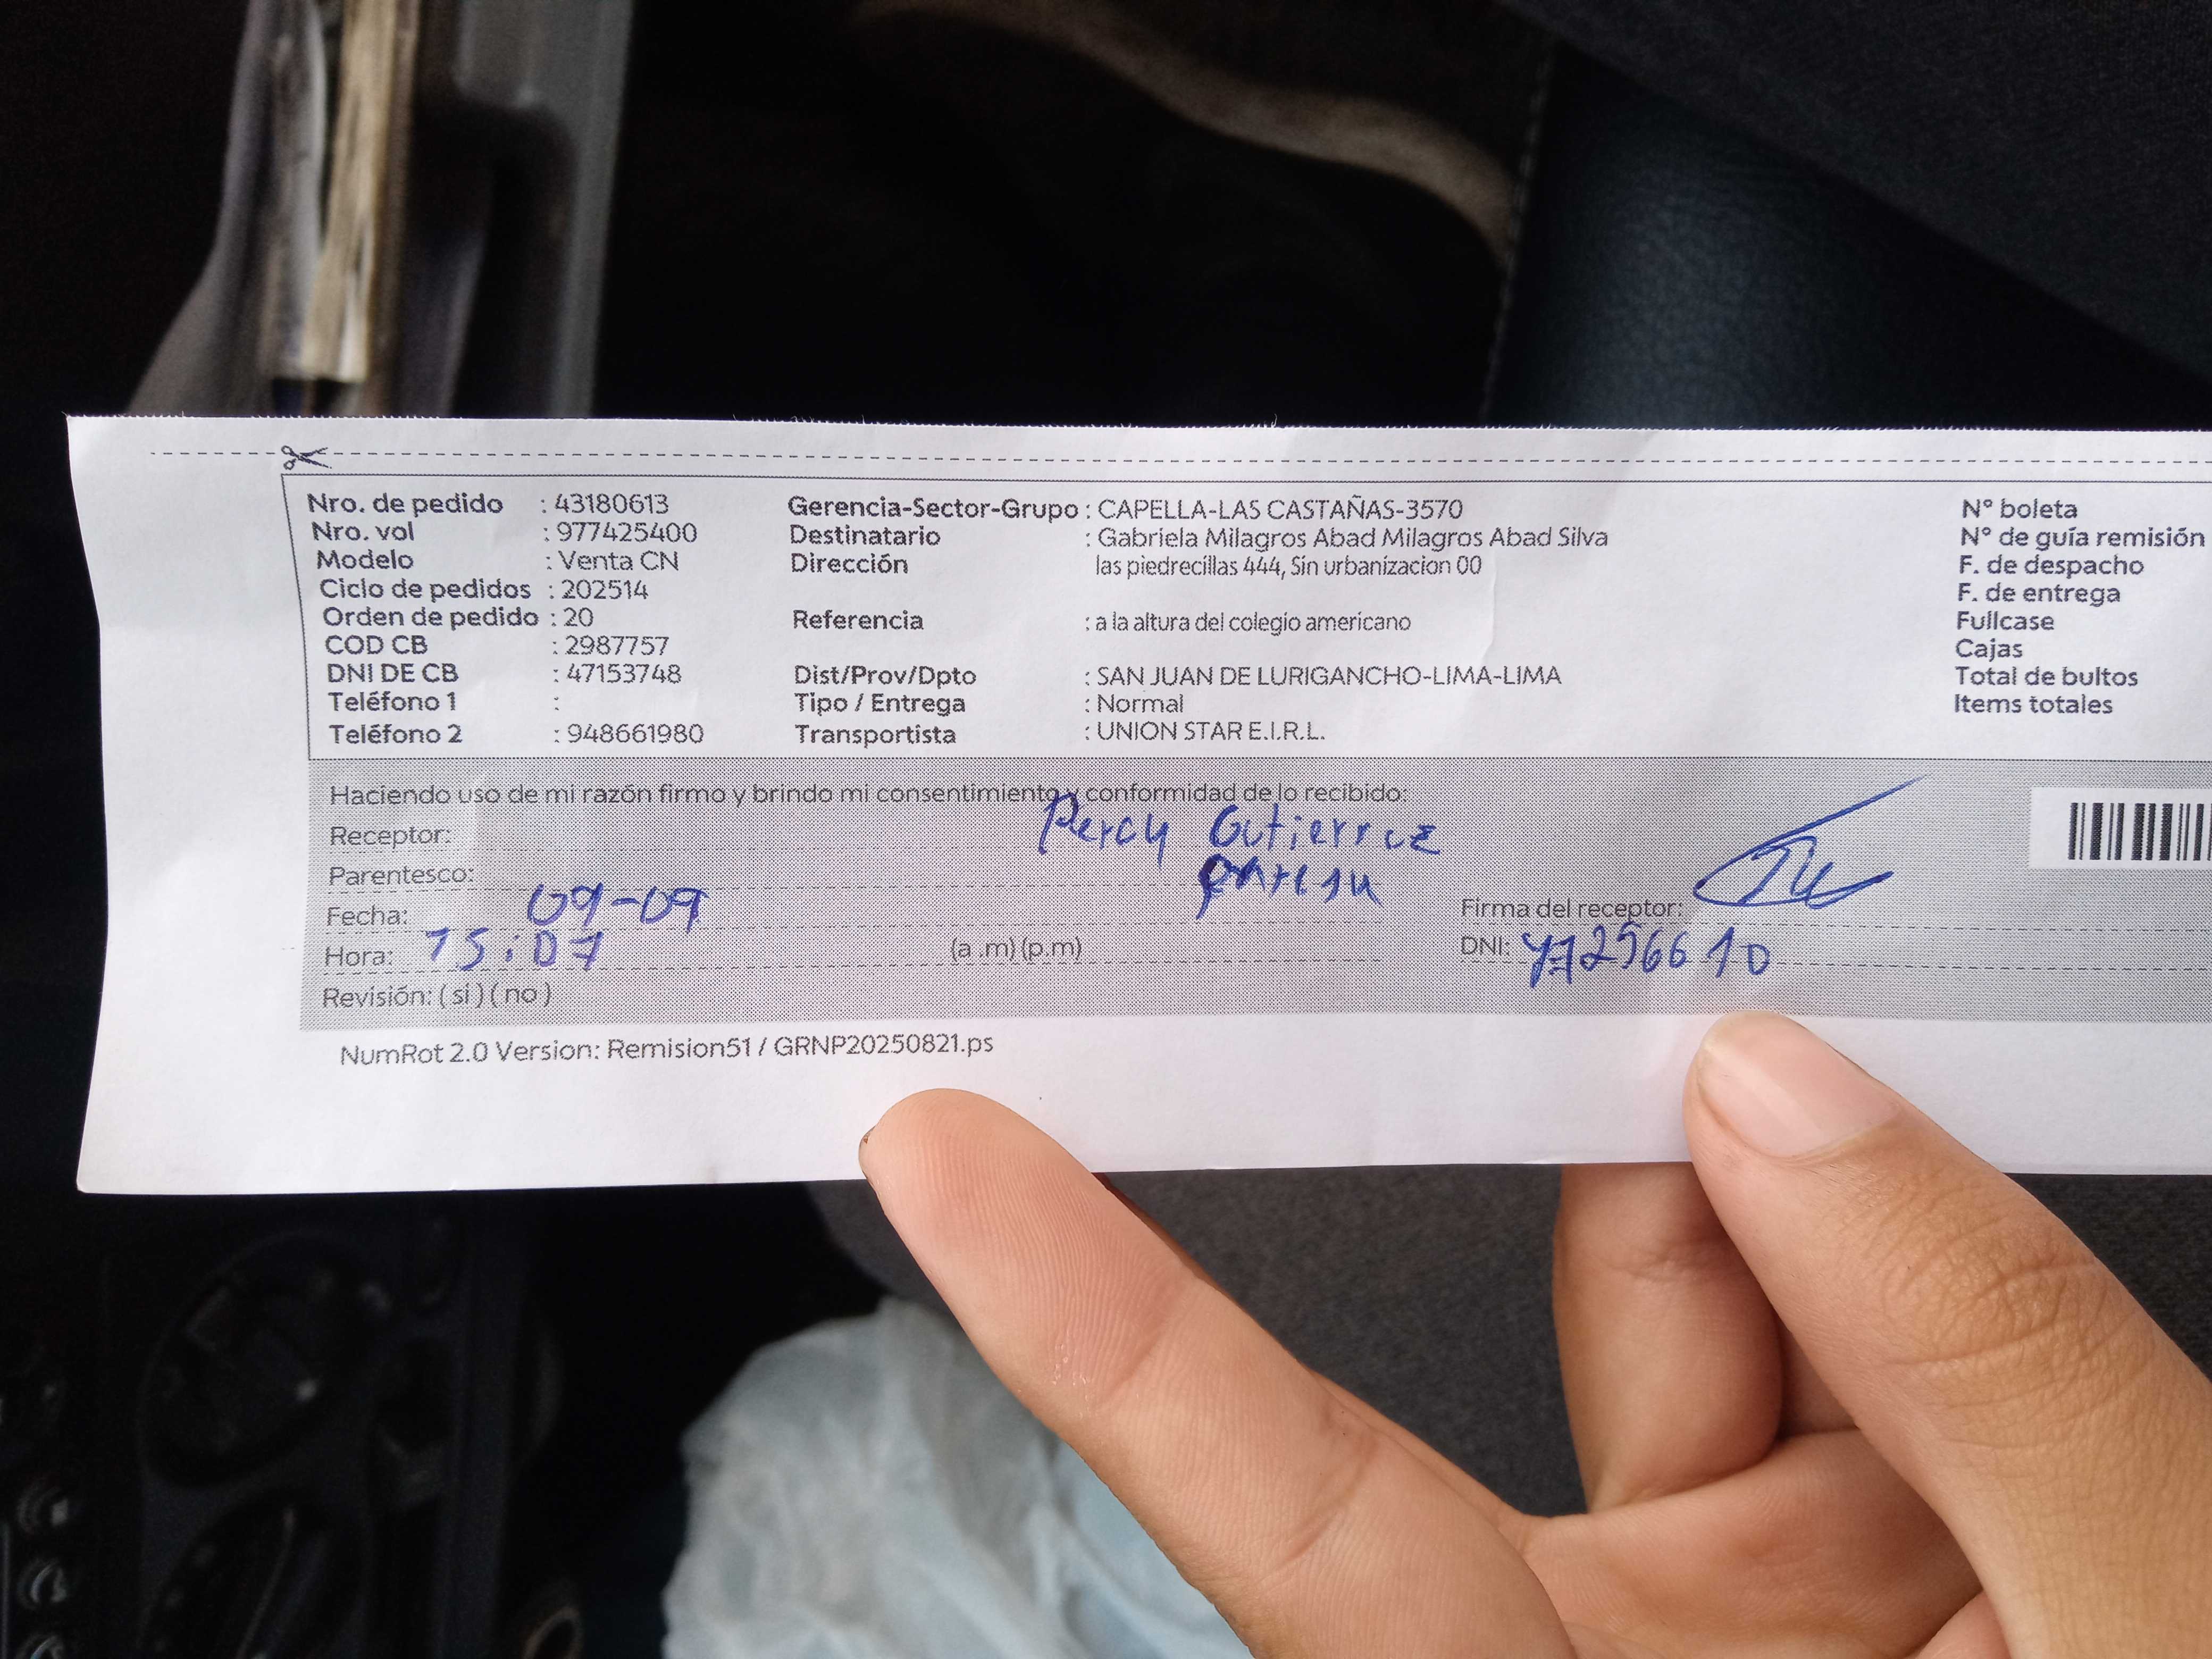 Nro. de pedido : 43180613
Nro. vol : 977425400
Modelo : Venta CN
Ciclo de pedidos : 202514
Orden de pedido : 20
COD CB : 2987757
DNI DE CB : 47153748
Teléfono 1 :
Teléfono 2 : 948661980
Gerencia-Sector-Grupo : CAPELLA-LAS CASTAÑAS-3570
Destinatario : Gabriela Milagros Abad Milagros Abad Silva
Dirección las piedrecillas 444, Sin urbanizacion 00
Referencia : a la altura del colegio americano
Dist/Prov/Dpto : SAN JUAN DE LURIGANCHO-LIMA-LIMA
Tipo / Entrega : Normal
Transportista : UNION STAR E.I.R.L.
N° boleta
N° de guía remisión
F. de despacho
F. de entrega
Fullcase
Cajas
Total de bultos
Items totales
Haciendo uso de mi razón firmo y brindo mi consentimiento y conformidad de lo recibido:
Receptor: Percy Gutierrez
Parentesco:
Fecha: 09-09
Hora: 15:07 (a .m) (p.m)
Revisión: ( si ) ( no )
Firma del receptor:
DNI:
NumRot 2.0 Version: Remision51 / GRNP20250821.ps